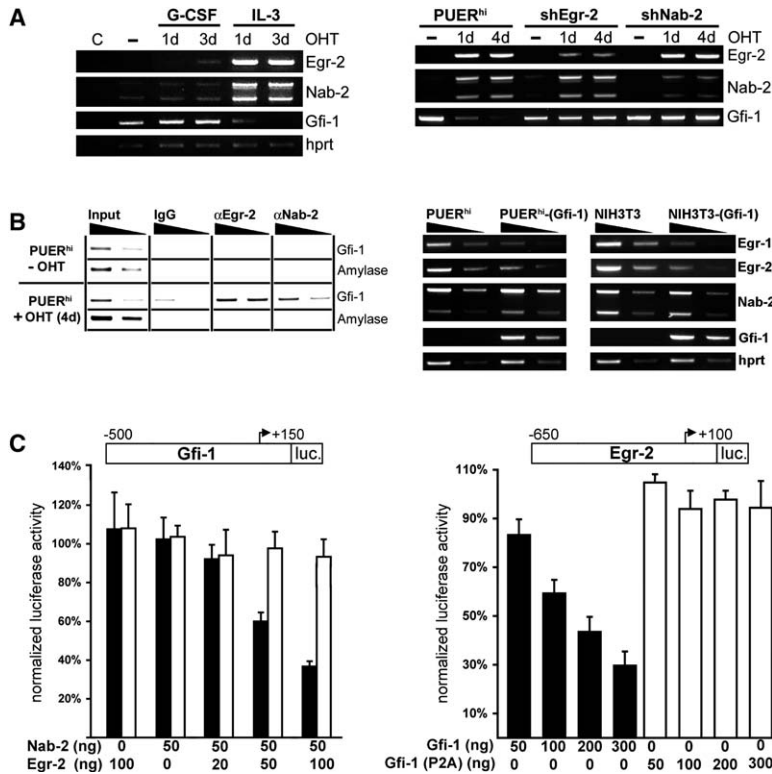 A
G-CSF IL-3
C – 1d 3d 1d 3d OHT
Egr-2
Nab-2
Gfi-1
hprt
PUERhi shEgr-2 shNab-2
– 1d 4d – 1d 4d – 1d 4d OHT
Egr-2
Nab-2
Gfi-1
B
Input IgG αEgr-2 αNab-2
PUERhi
- OHT
Gfi-1
Amylase
PUERhi
+ OHT (4d)
Gfi-1
Amylase
PUERhi PUERhi-(Gfi-1) NIH3T3 NIH3T3-(Gfi-1)
Egr-1
Egr-2
Nab-2
Gfi-1
hprt
C
-500 +150
Gfi-1 luc.
normalized luciferase activity
140%
120%
100%
80%
60%
40%
20%
Nab-2 (ng) 0 50 50 50 50
Egr-2 (ng) 100 0 20 50 100
-650 +100
Egr-2 luc.
normalized luciferase activity
110%
90%
70%
50%
30%
10%
Gfi-1 (ng) 50 100 200 300 0 0 0 0
Gfi-1 (P2A) (ng) 0 0 0 0 50 100 200 300